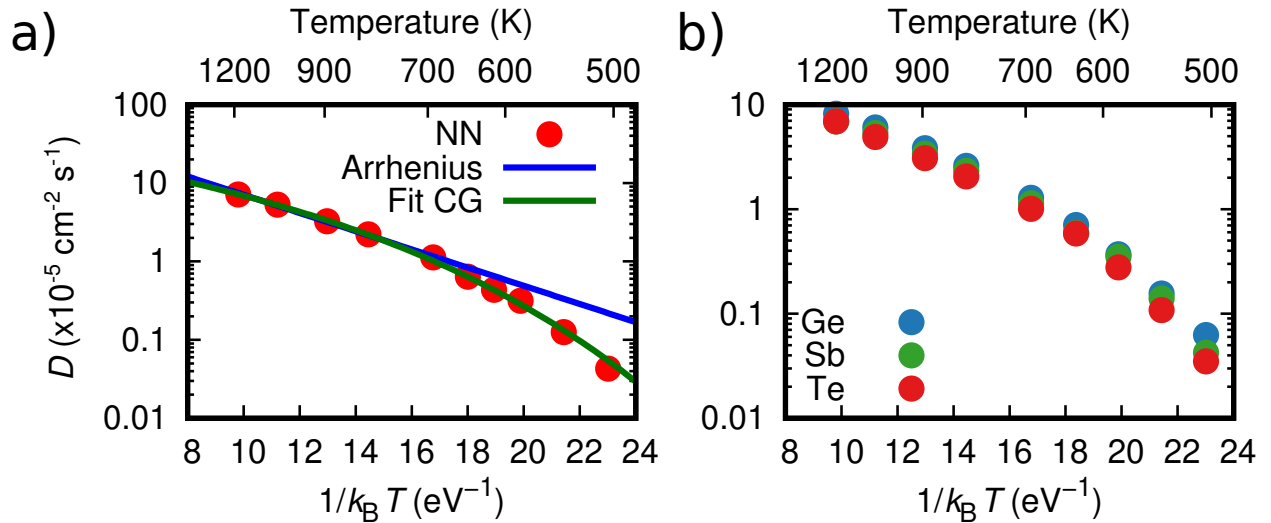 a)
Temperature (K)
1200 900 700 600 500
100
10
1
0.1
0.01
D (x10⁻⁵ cm⁻² s⁻¹)
NN
Arrhenius
Fit CG
8 10 12 14 16 18 20 22 24
1/k_B T (eV⁻¹)
b)
Temperature (K)
1200 900 700 600 500
10
1
0.1
0.01
Ge
Sb
Te
8 10 12 14 16 18 20 22 24
1/k_B T (eV⁻¹)